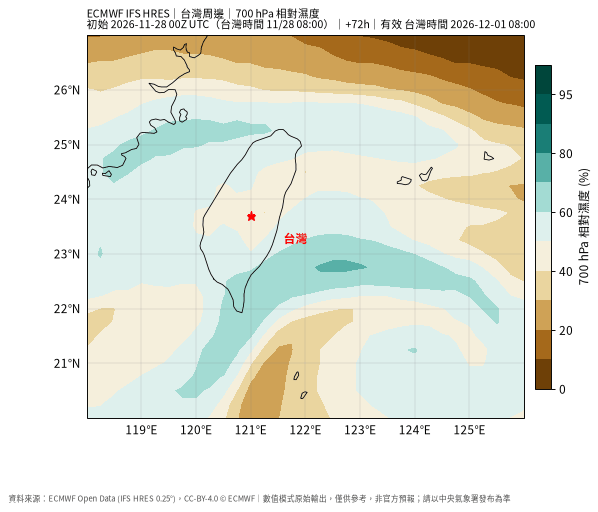 ECMWF IFS HRES｜台灣周邊｜700 hPa 相對濕度
初始 2026-11-28 00Z UTC（台灣時間 11/28 08:00）｜+72h｜有效 台灣時間 2026-12-01 08:00
26°N
25°N
24°N
23°N
22°N
21°N
119°E
120°E
121°E
122°E
123°E
124°E
125°E
台灣
95
80
60
40
20
0
700 hPa 相對濕度 (%)
資料來源：ECMWF Open Data (IFS HRES 0.25°)，CC-BY-4.0 © ECMWF｜數值模式原始輸出，僅供參考，非官方預報；請以中央氣象署發布為準